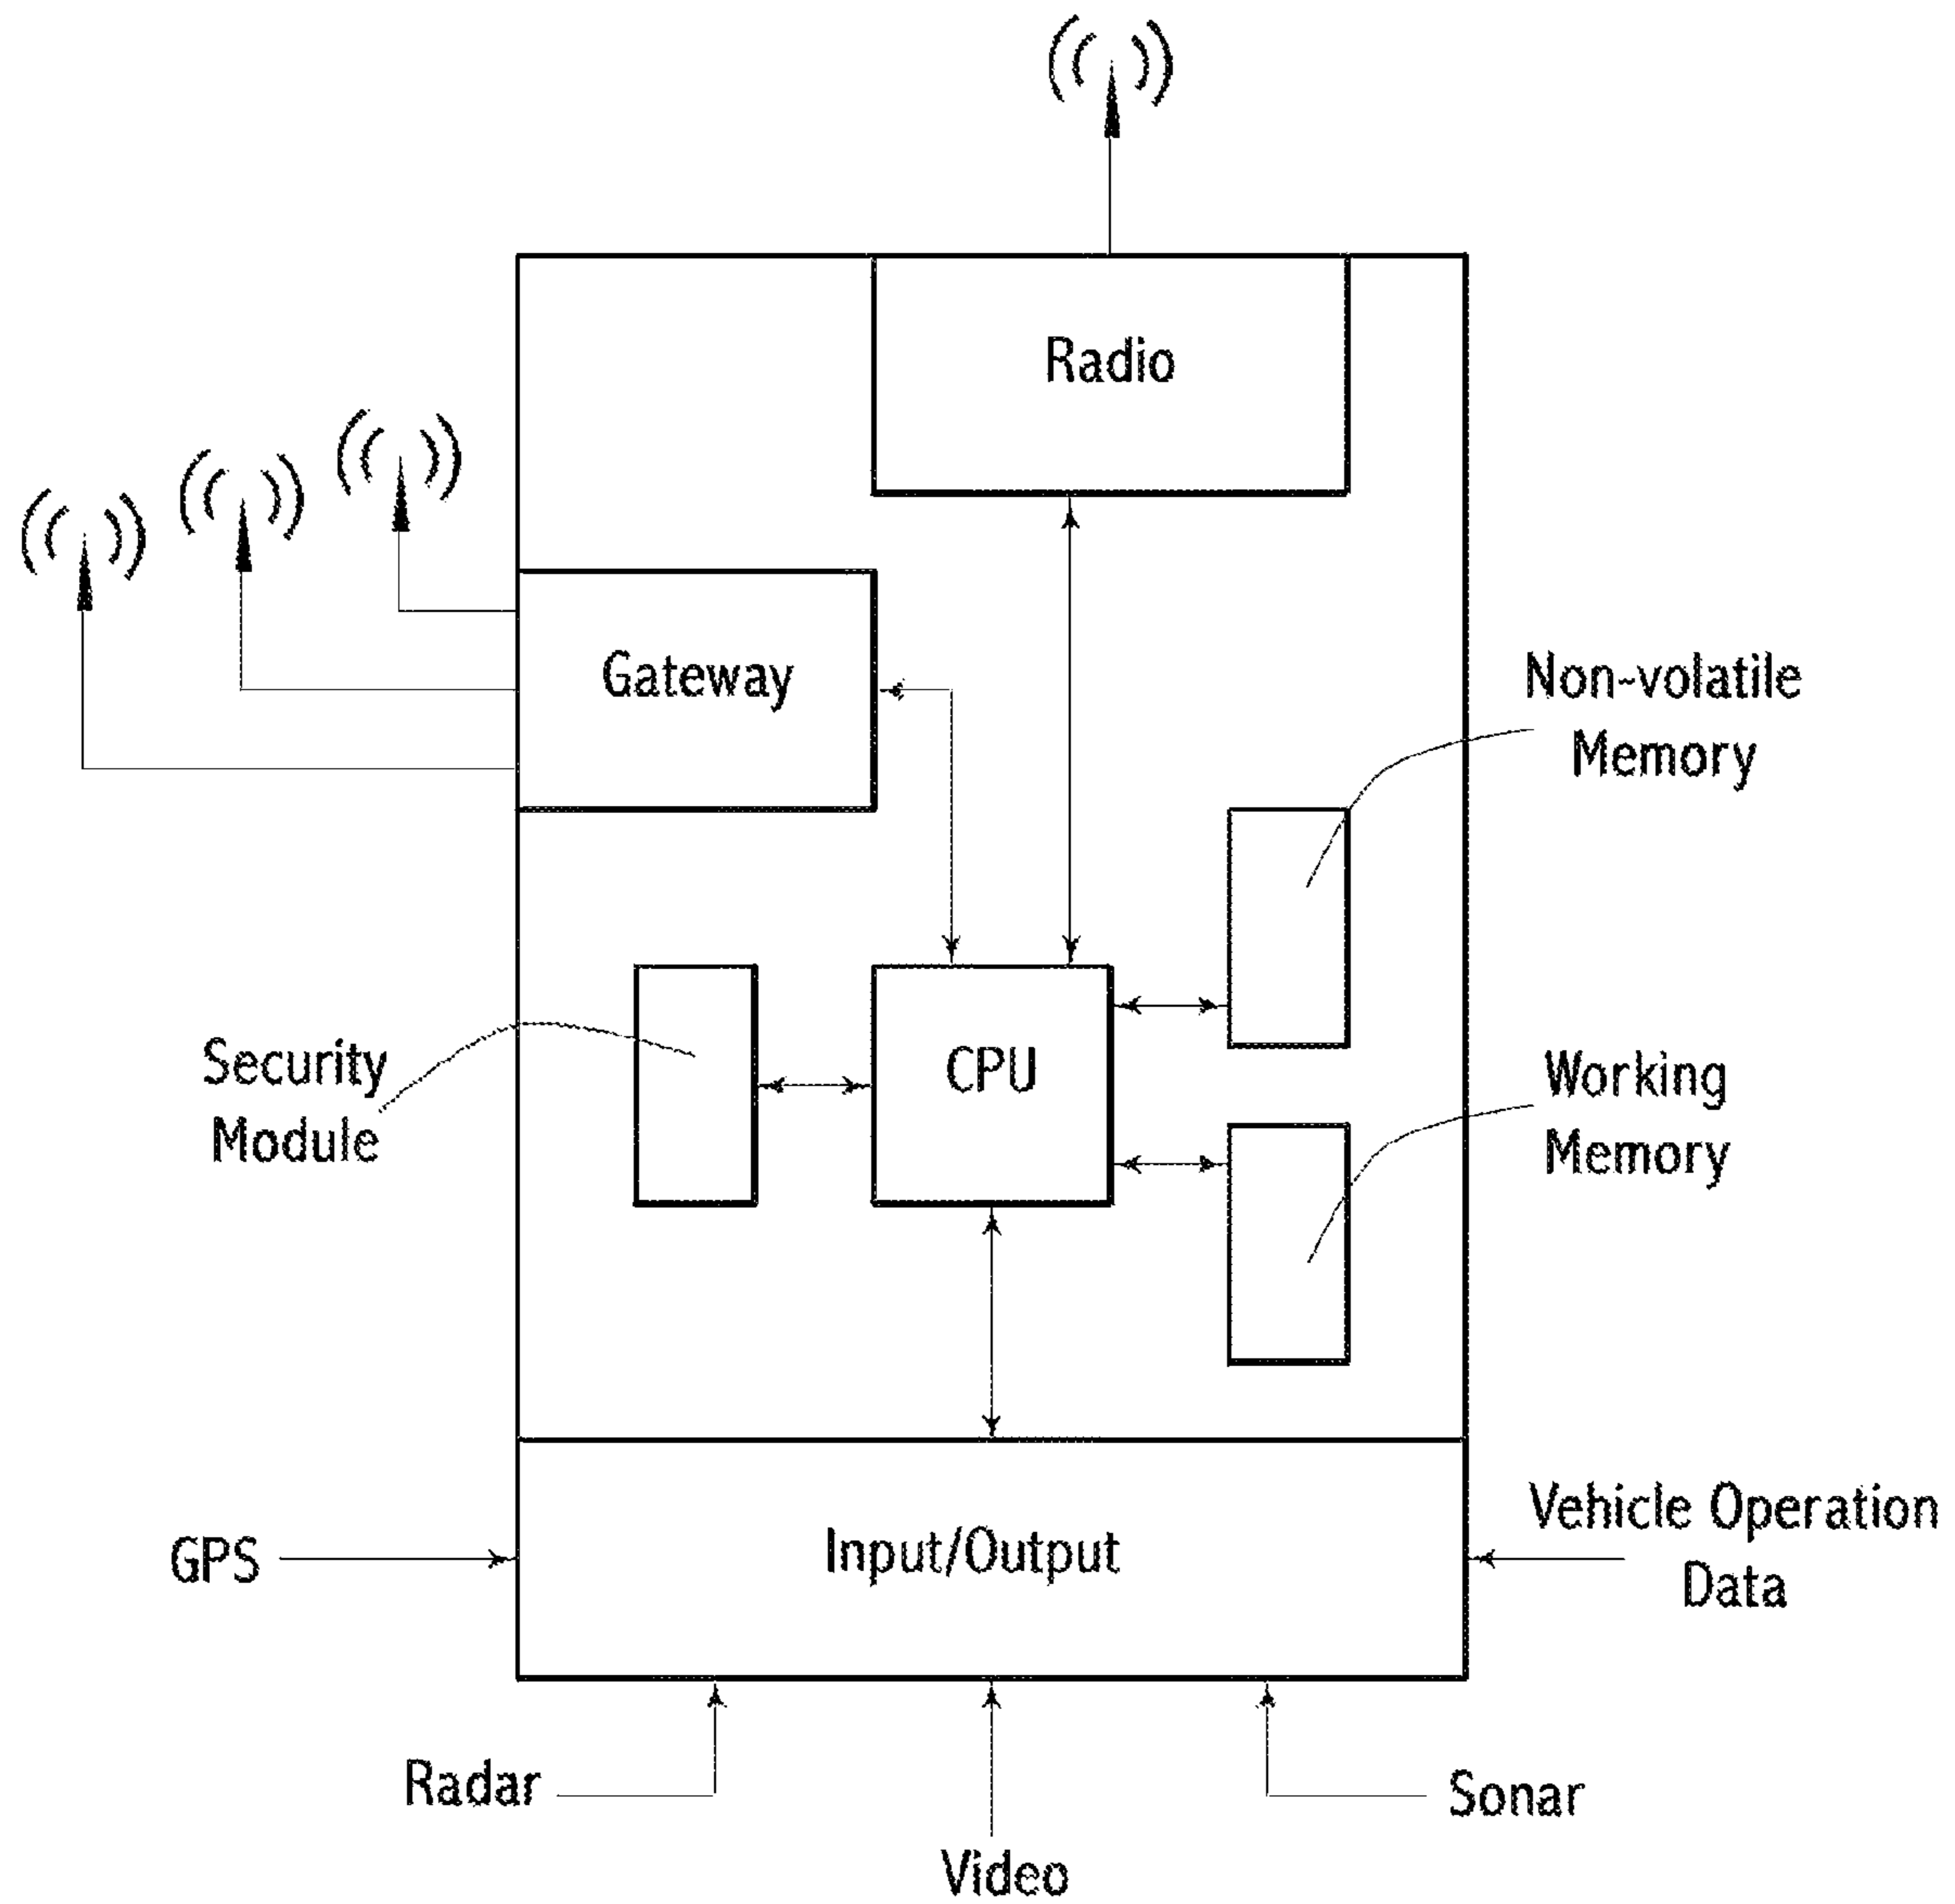 Radio
Gateway
Non-volatile
Memory
Security
Module
CPU
Working
Memory
GPS
Input/Output
Vehicle Operation
Data
Radar
Video
Sonar